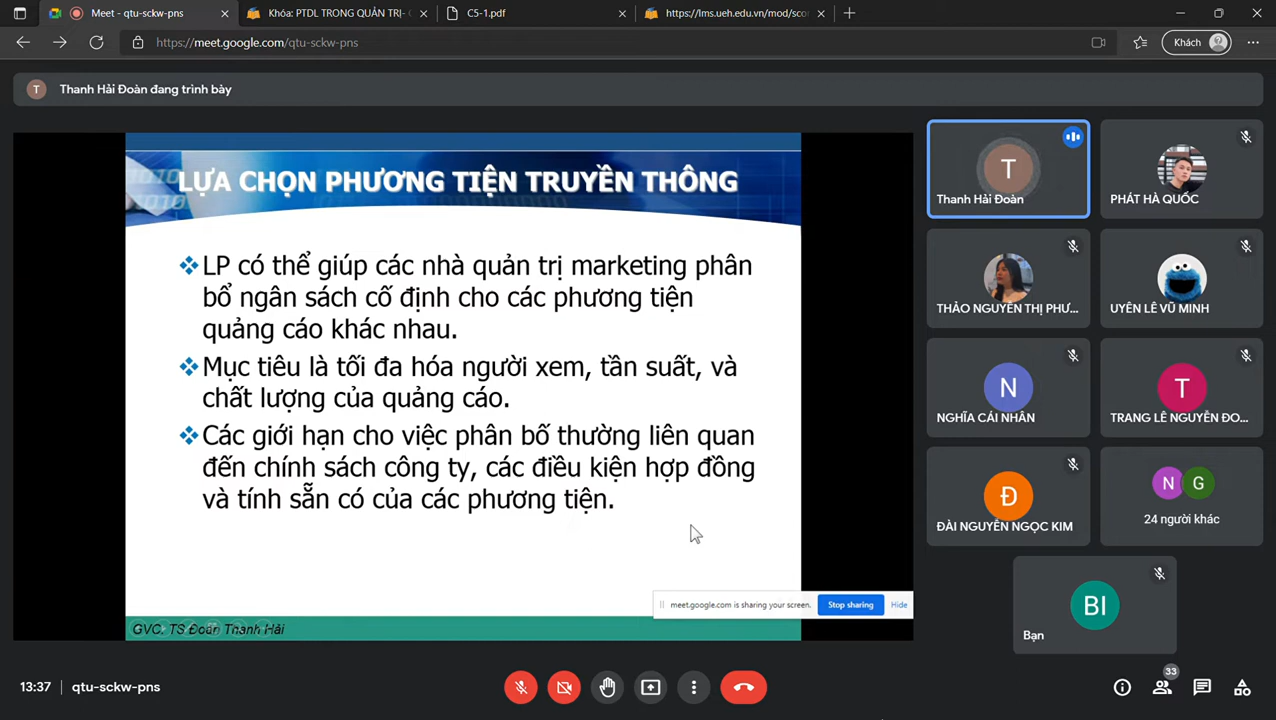 Meet - qtu-sckw-pns
Khóa: PTDL TRONG QUẢN TRỊ- C
C5-1.pdf
https://lms.ueh.edu.vn/mod/sco
https://meet.google.com/qtu-sckw-pns
Khách
T
Thanh Hải Đoàn đang trình bày
LỰA CHỌN PHƯƠNG TIỆN TRUYỀN THÔNG
LP có thể giúp các nhà quản trị marketing phân
bổ ngân sách cố định cho các phương tiện
quảng cáo khác nhau.
Mục tiêu là tối đa hóa người xem, tần suất, và
chất lượng của quảng cáo.
Các giới hạn cho việc phân bố thường liên quan
đến chính sách công ty, các điều kiện hợp đồng
và tính sẵn có của các phương tiện.
meet.google.com is sharing your screen.
Stop sharing
Hide
GVC. TS Đoàn Thanh Hải
T
Thanh Hải Đoàn
PHÁT HÀ QUỐC
THẢO NGUYỄN THỊ PHƯ...
UYÊN LÊ VŨ MINH
N
NGHĨA CÁI NHÂN
T
TRANG LÊ NGUYỄN ĐO...
Đ
ĐÀI NGUYỄN NGỌC KIM
N G
24 người khác
BI
Bạn
13:37 | qtu-sckw-pns
33